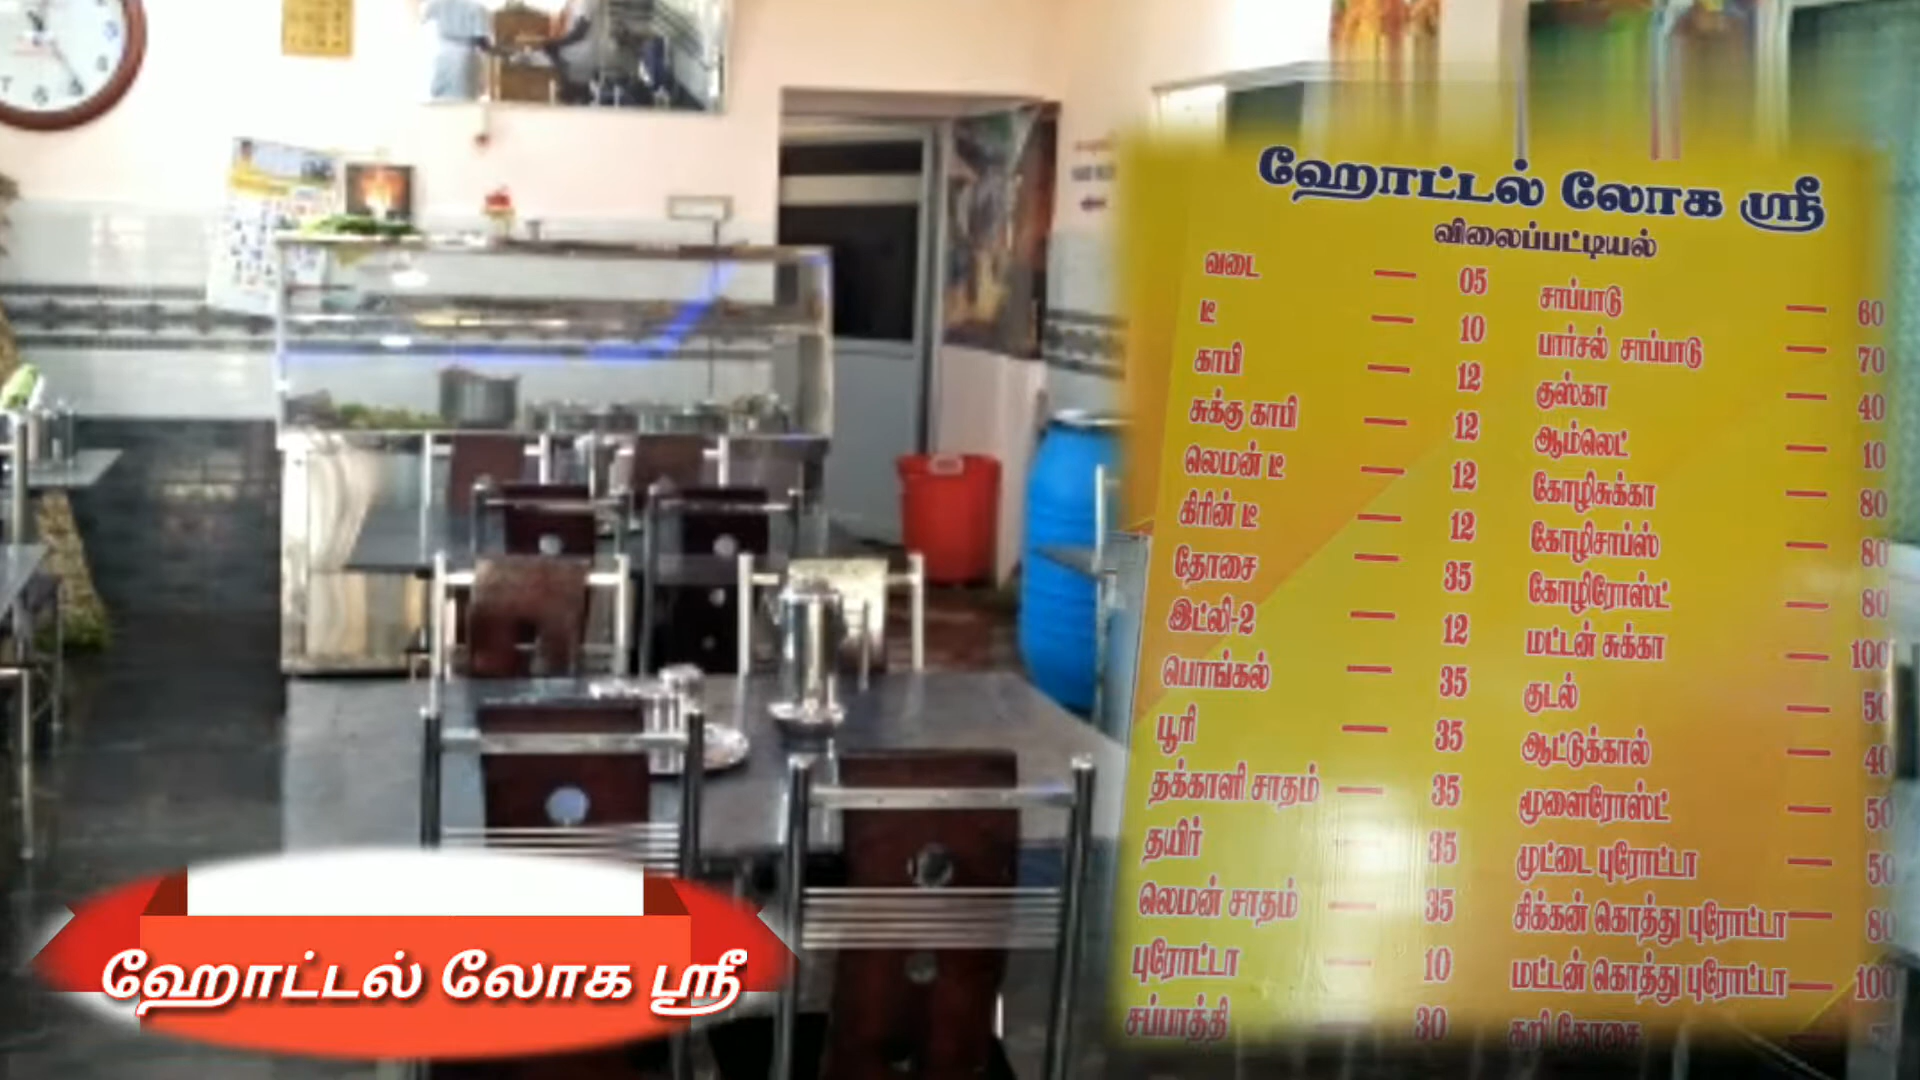 ஹோட்டல் லோக ஸ்ரீ
விலைப்பட்டியல்
வடை — 05
டீ — 10
காபி — 12
சுக்கு காபி — 12
லெமன் டீ — 12
கிரின் டீ — 12
தோசை — 35
இட்லி-2 — 12
பொங்கல் — 35
பூரி — 35
தக்காளி சாதம் — 35
தயிர் — 35
லெமன் சாதம் — 35
புரோட்டா — 10
சப்பாத்தி 30
சாப்பாடு — 60
பார்சல் சாப்பாடு — 70
குஸ்கா — 40
ஆம்லெட் — 10
கோழிசுக்கா — 80
கோழிசாப்ஸ் — 80
கோழிரோஸ்ட் — 80
மட்டன் சுக்கா — 100
குடல் — 50
ஆட்டுக்கால் — 40
மூளைரோஸ்ட் — 50
முட்டை புரோட்டா — 50
சிக்கன் கொத்து புரோட்டா — 80
மட்டன் கொத்து புரோட்டா — 100
கறி தோசை —
ஹோட்டல் லோக ஸ்ரீ